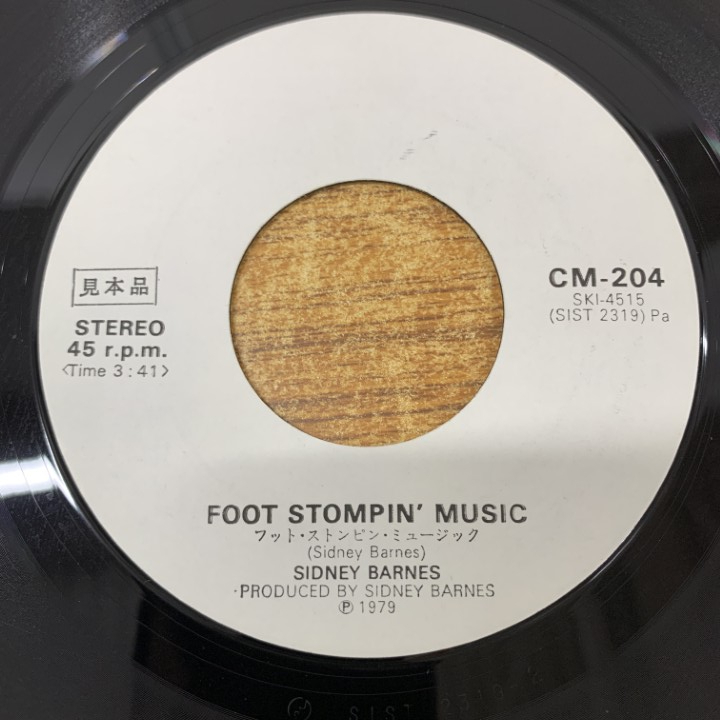 見本品
STEREO
45 r.p.m.
<Time 3:41>
CM-204
SKI-4515
(SIST 2319) Pa
FOOT STOMPIN' MUSIC
フット・ストンピン・ミュージック
(Sidney Barnes)
SIDNEY BARNES
PRODUCED BY SIDNEY BARNES
Ⓟ 1979